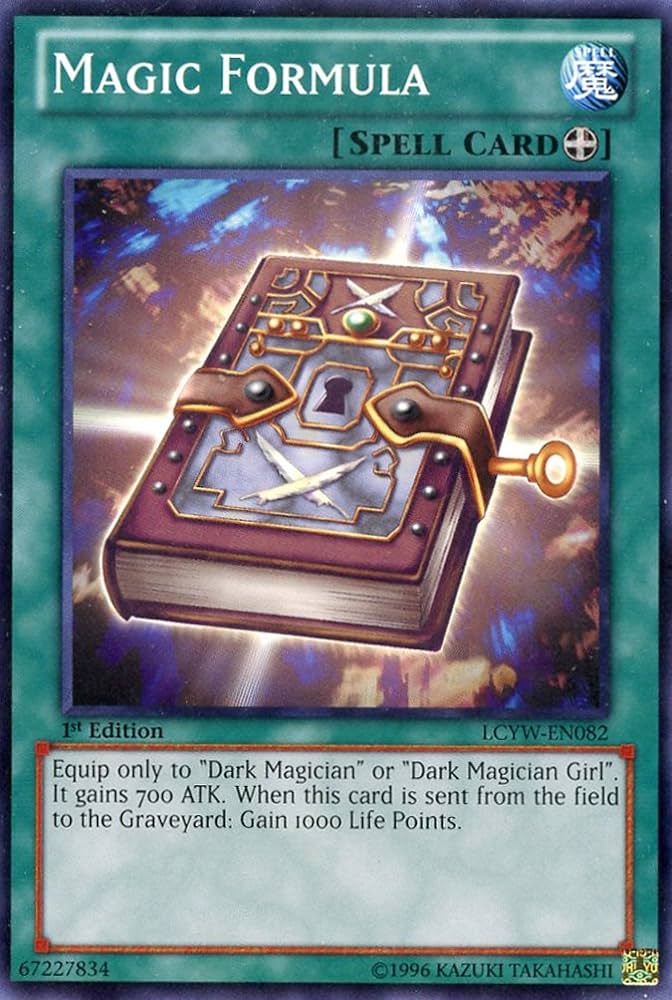 MAGIC FORMULA
SPELL
魔
[SPELL CARD]
1st Edition
LCYW-EN082
Equip only to "Dark Magician" or "Dark Magician Girl".
It gains 700 ATK. When this card is sent from the field
to the Graveyard: Gain 1000 Life Points.
67227834
©1996 KAZUKI TAKAHASHI